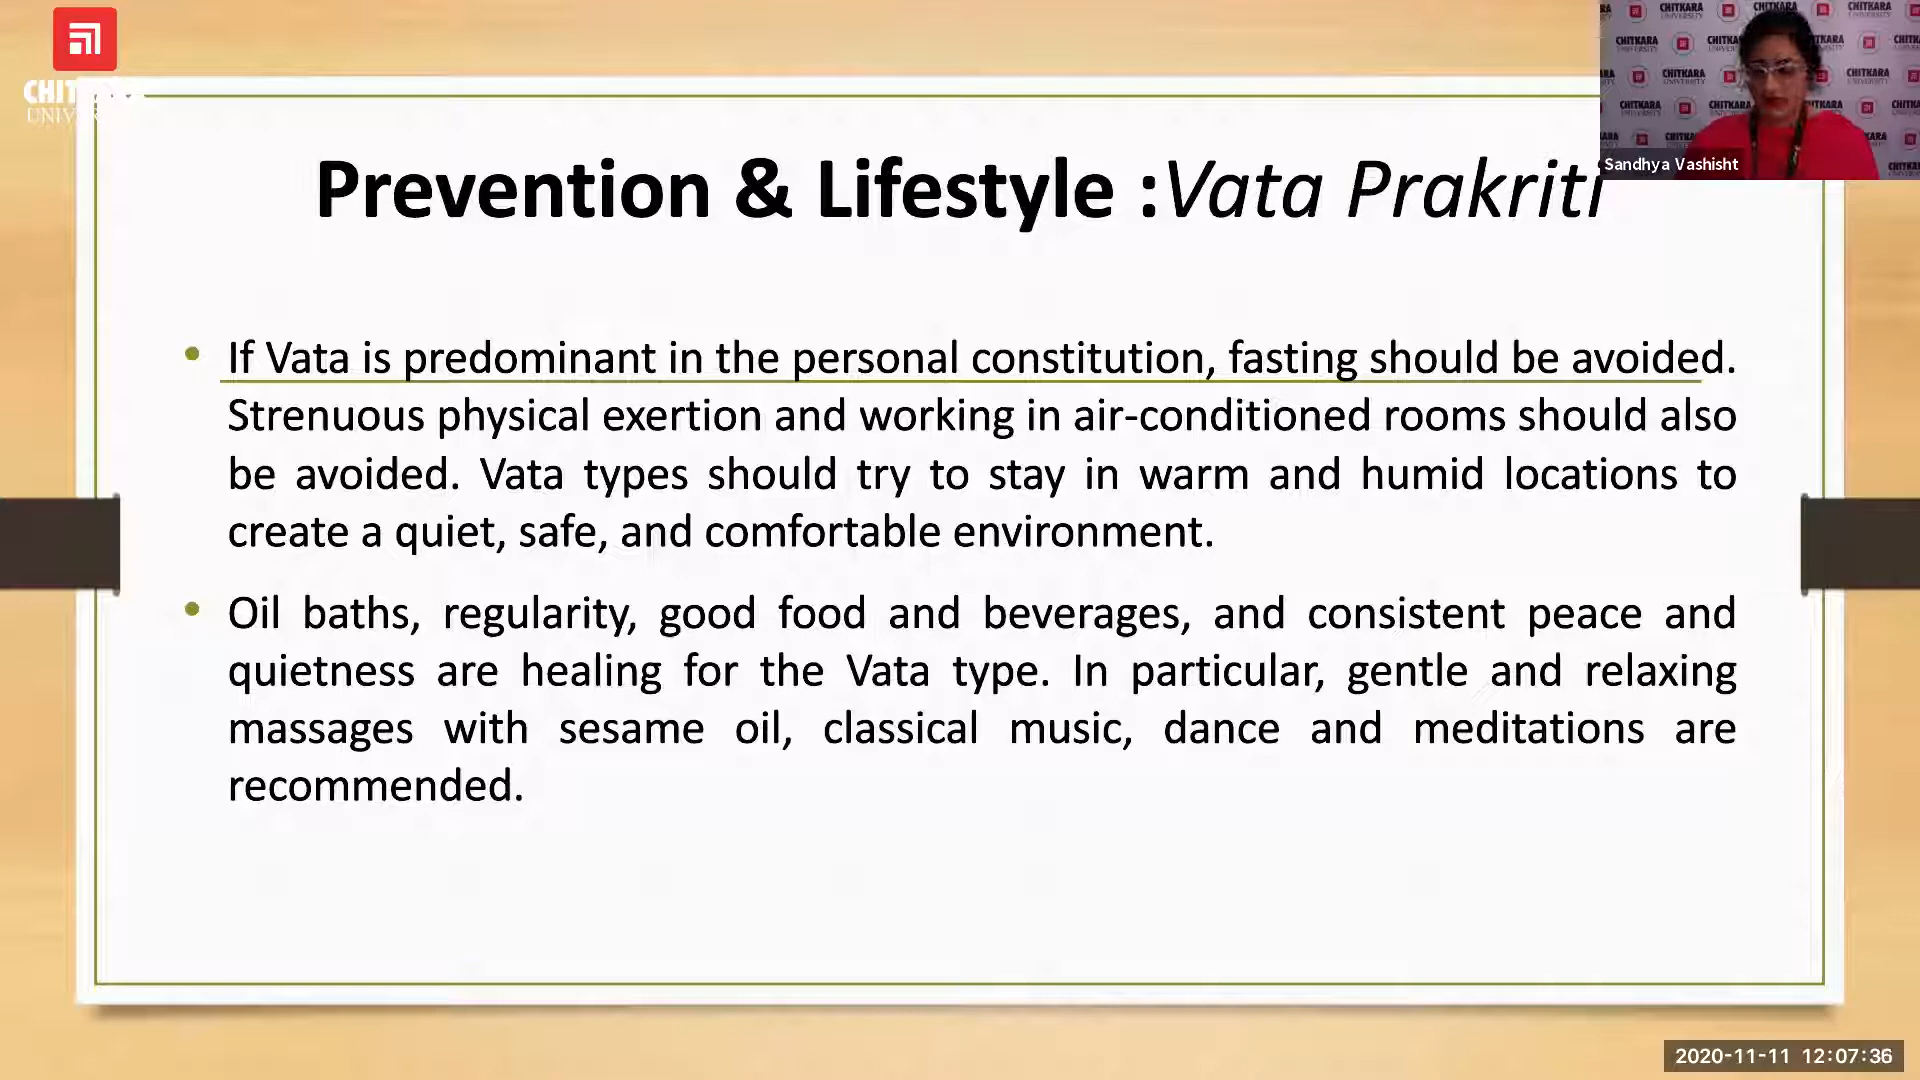 CHITKARA
UNIVERSITY
Sandhya Vashisht
Prevention & Lifestyle :Vata Prakriti
• If Vata is predominant in the personal constitution, fasting should be avoided.
Strenuous physical exertion and working in air-conditioned rooms should also
be avoided. Vata types should try to stay in warm and humid locations to
create a quiet, safe, and comfortable environment.
• Oil baths, regularity, good food and beverages, and consistent peace and
quietness are healing for the Vata type. In particular, gentle and relaxing
massages with sesame oil, classical music, dance and meditations are
recommended.
2020-11-11 12:07:36